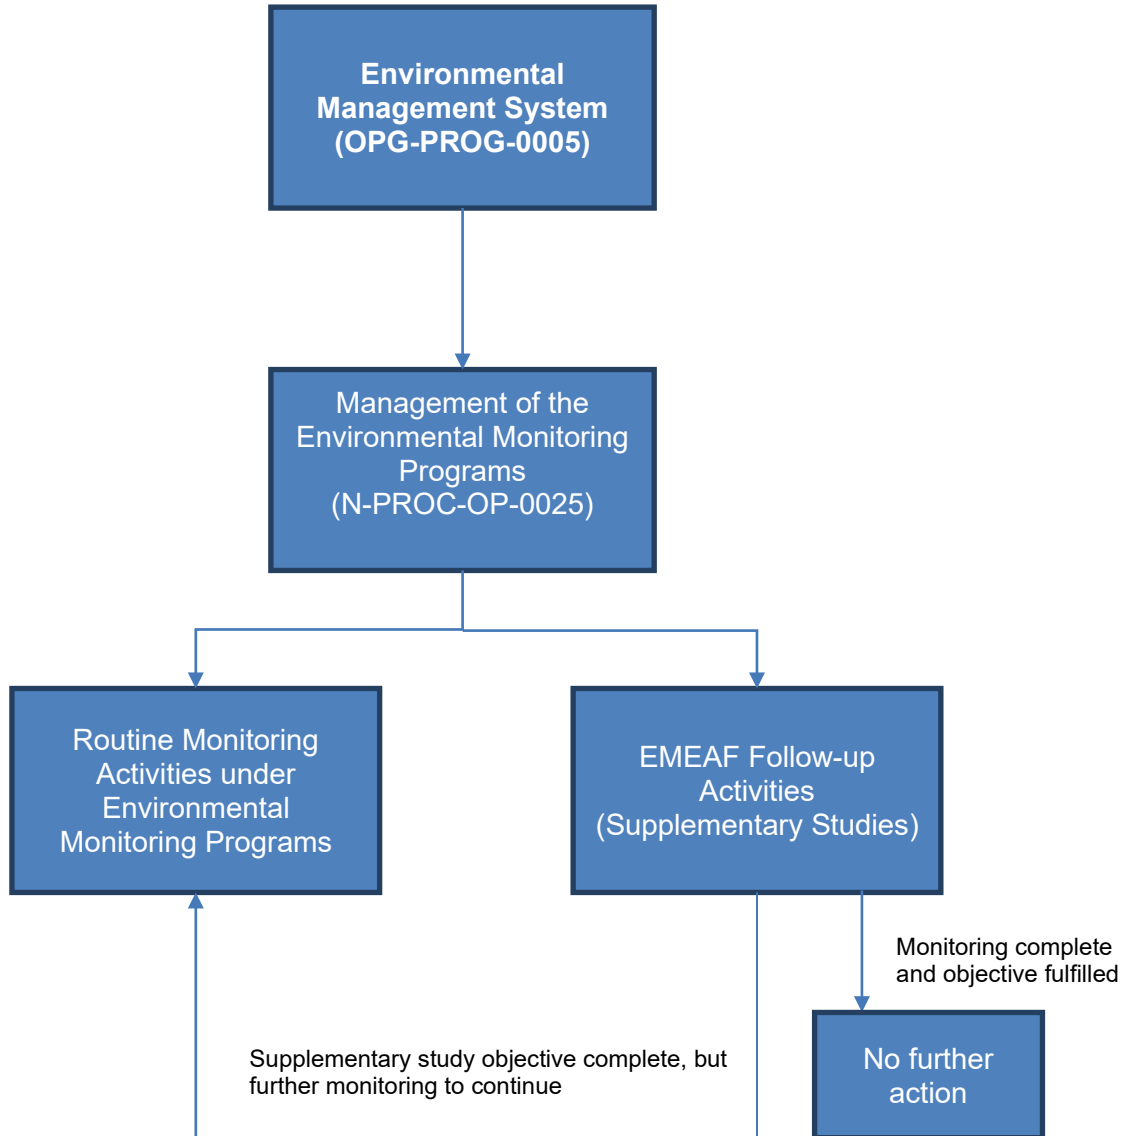 Environmental
Management System
(OPG-PROG-0005)
Management of the
Environmental Monitoring
Programs
(N-PROC-OP-0025)
Routine Monitoring
Activities under
Environmental
Monitoring Programs
EMEAF Follow-up
Activities
(Supplementary Studies)
Monitoring complete
and objective fulfilled
Supplementary study objective complete, but
further monitoring to continue
No further
action